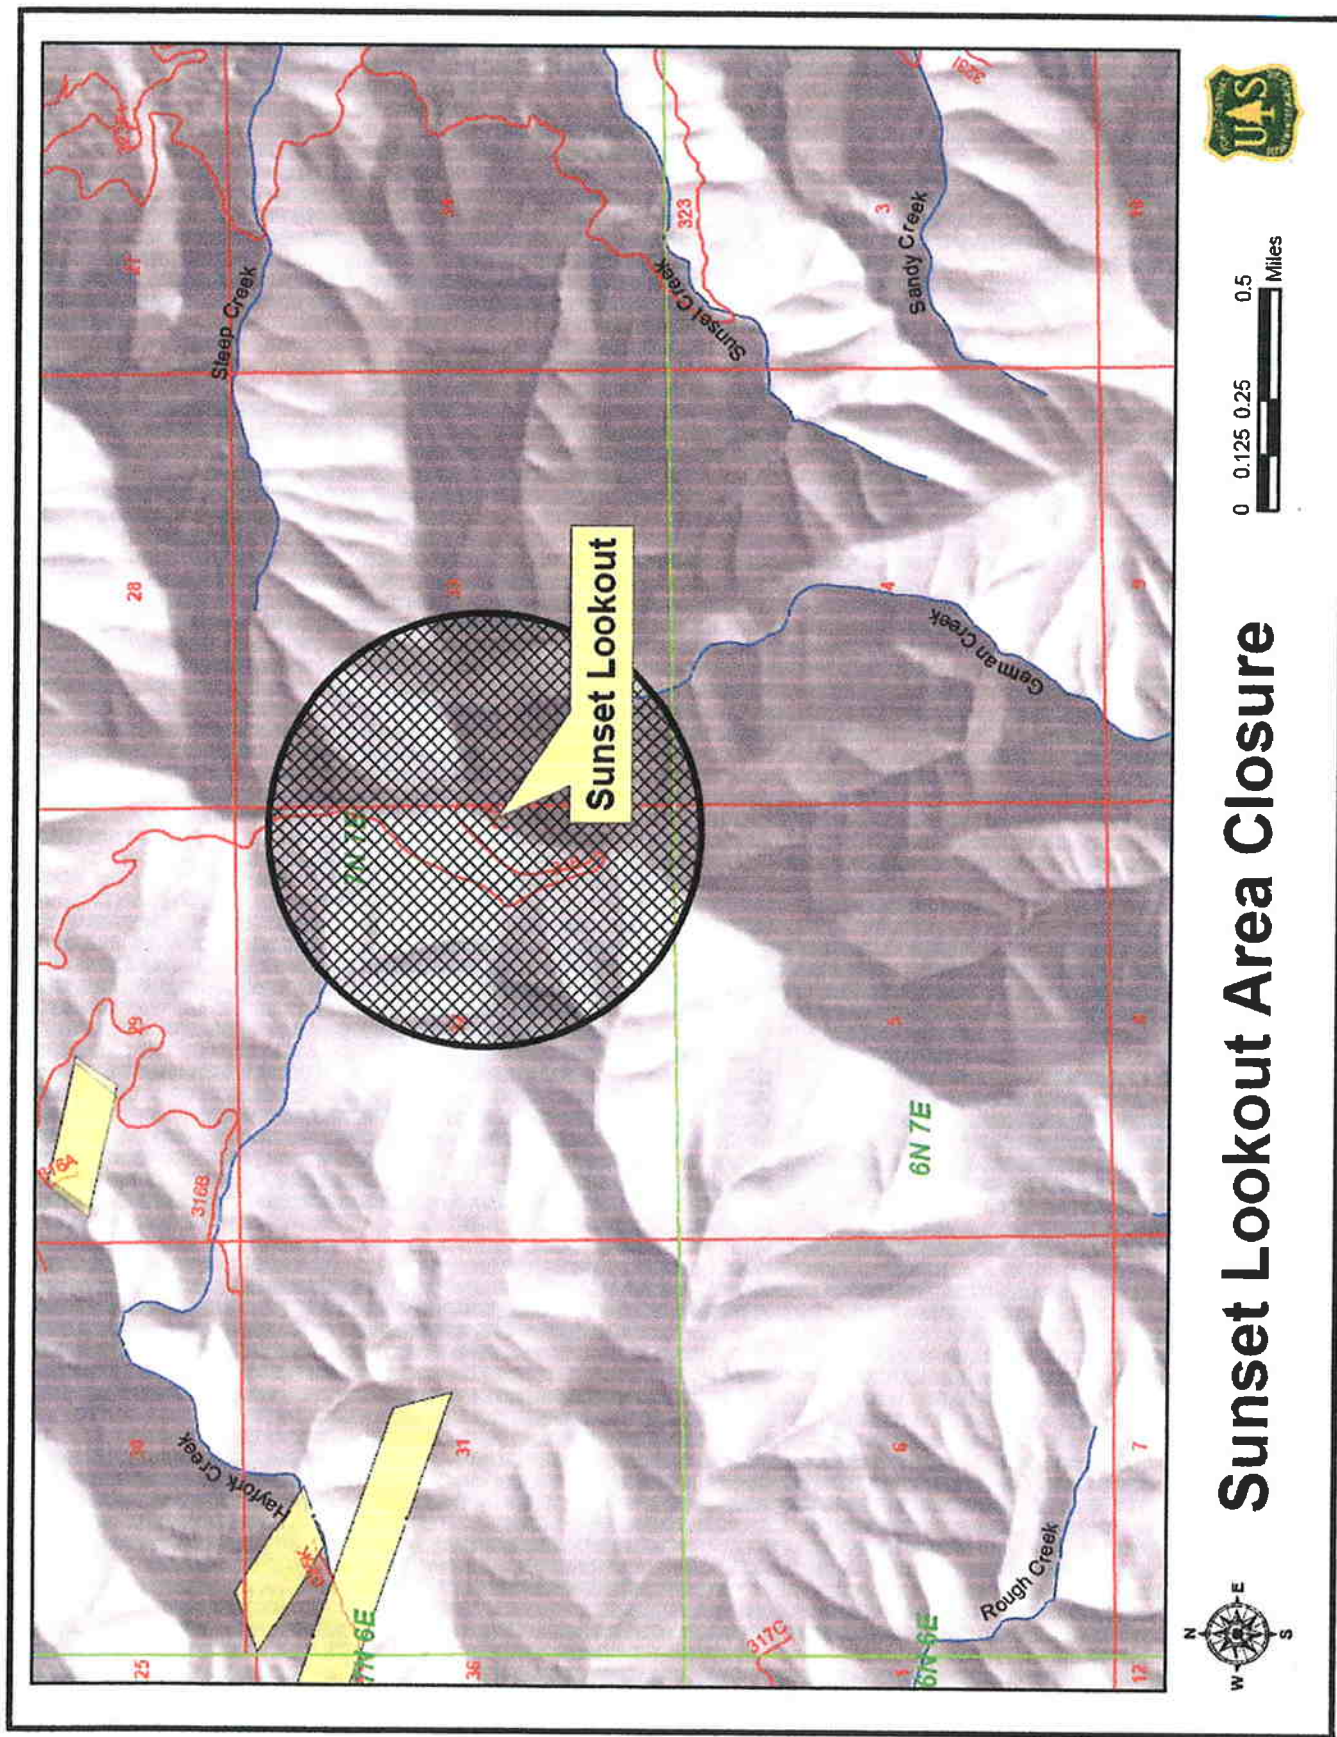 Sunset Lookout Area Closure
Sunset Lookout
Hayfork Creek
Steep Creek
Sunset Creek
Sandy Creek
German Creek
Rough Creek
7N 6E
7N 7E
6N 6E
6N 7E
25
30
29
28
27
36
31
32
33
34
1
6
5
4
3
12
7
8
9
10
316B
317C
323
N
W
E
S
0 0.125 0.25 0.5
Miles
U S